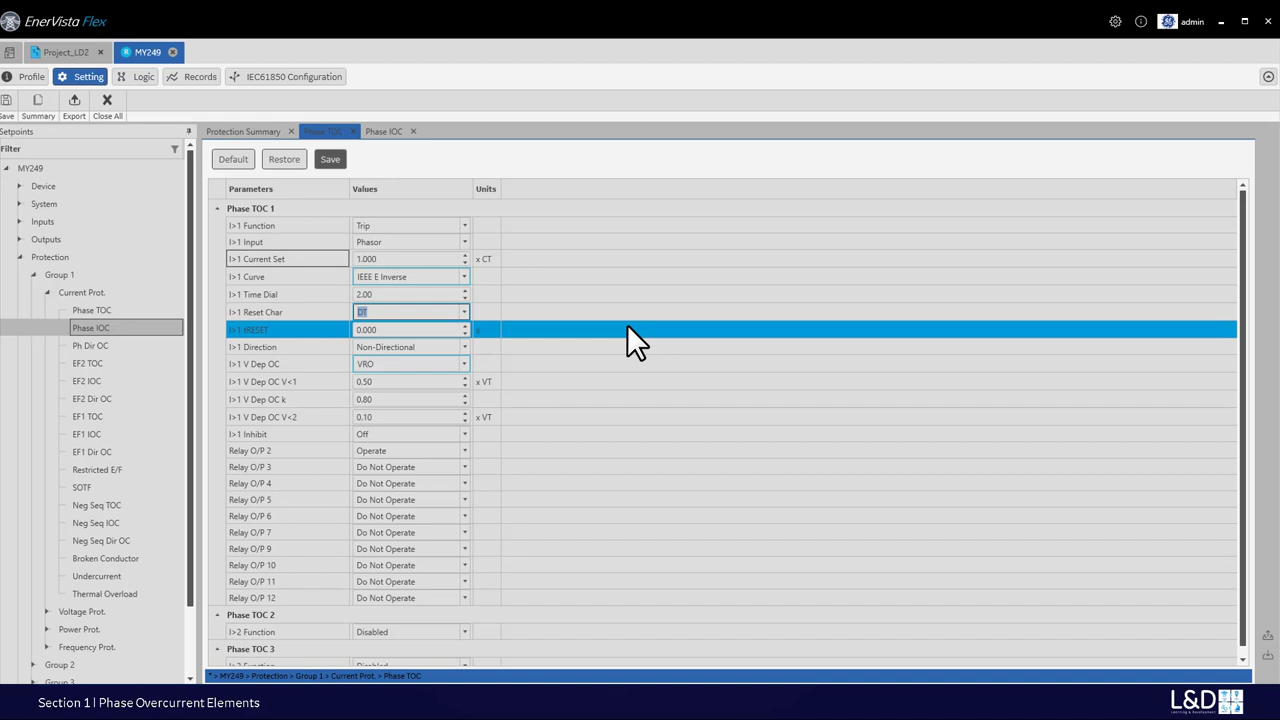 EnerVista Flex
admin
Project_LD2
MY249
Profile
Setting
Logic
Records
IEC61850 Configuration
Save
Summary
Export
Close All
Setpoints
Filter
MY249
Device
System
Inputs
Outputs
Protection
Group 1
Current Prot.
Phase TOC
Phase IOC
Ph Dir OC
EF2 TOC
EF2 IOC
EF2 Dir OC
EF1 TOC
EF1 IOC
EF1 Dir OC
Restricted E/F
SOTF
Neg Seq TOC
Neg Seq IOC
Neg Seq Dir OC
Broken Conductor
Undercurrent
Thermal Overload
Voltage Prot.
Power Prot.
Frequency Prot.
Group 2
Group 3
Protection Summary
Phase TOC
Phase IOC
Default
Restore
Save
Parameters Values Units
Phase TOC 1
I>1 Function Trip
I>1 Input Phasor
I>1 Current Set 1.000 x CT
I>1 Curve IEEE E Inverse
I>1 Time Dial 2.00
I>1 Reset Char DT
I>1 tRESET 0.000 s
I>1 Direction Non-Directional
I>1 V Dep OC VRO
I>1 V Dep OC V<1 0.50 x VT
I>1 V Dep OC k 0.80
I>1 V Dep OC V<2 0.10 x VT
I>1 Inhibit Off
Relay O/P 2 Operate
Relay O/P 3 Do Not Operate
Relay O/P 4 Do Not Operate
Relay O/P 5 Do Not Operate
Relay O/P 6 Do Not Operate
Relay O/P 7 Do Not Operate
Relay O/P 9 Do Not Operate
Relay O/P 10 Do Not Operate
Relay O/P 11 Do Not Operate
Relay O/P 12 Do Not Operate
Phase TOC 2
I>2 Function Disabled
Phase TOC 3
I>3 Function Disabled
* > MY249 > Protection > Group 1 > Current Prot. > Phase TOC
Section 1 | Phase Overcurrent Elements
L&D
Learning & Development